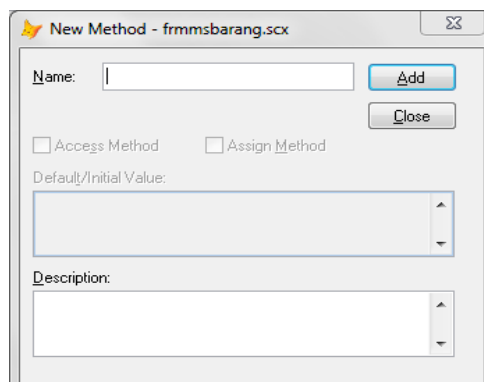 New Method - frmmsbarang.scx
Name:
Add
Close
Access Method Assign Method
Default/Initial Value:
Description: